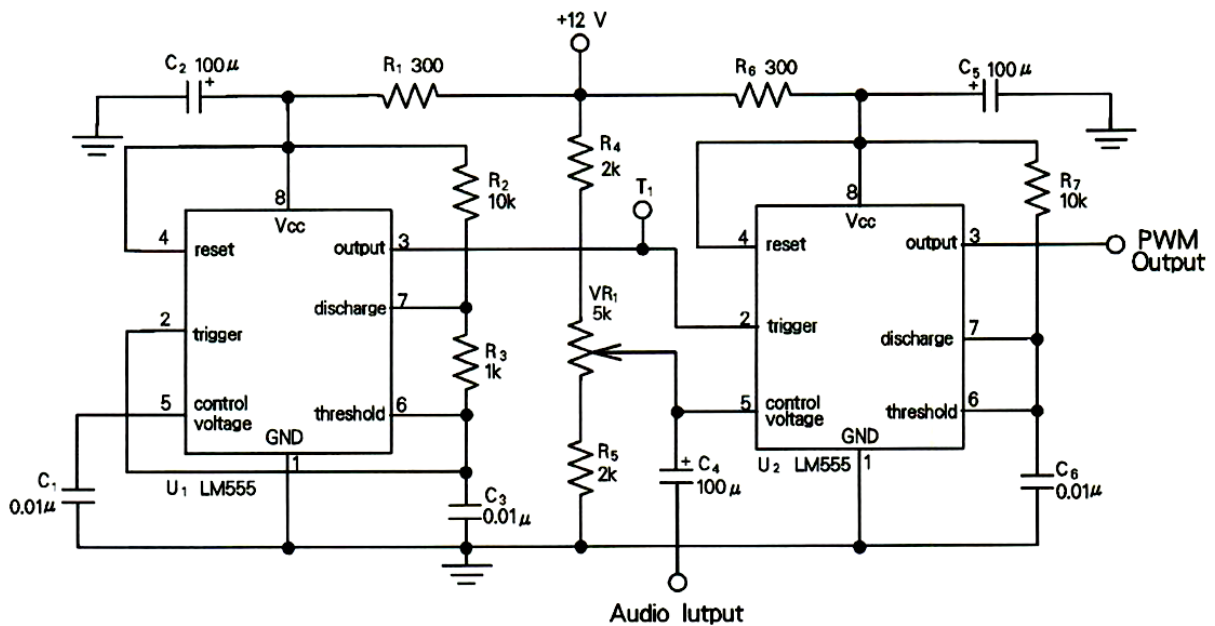 +12 V
C₂ 100μ
R₁ 300
R₆ 300
C₅ 100μ
+
+
R₄
2k
R₂
10k
T₁
R₇
10k
8
Vcc
8
Vcc
4
reset
output
3
4
reset
output
3
PWM
Output
VR₁
5k
discharge
7
2
trigger
2
trigger
discharge
7
R₃
1k
5
control
voltage
threshold
6
5
control
voltage
threshold
6
GND
1
GND
1
R₅
2k
+
C₄
100μ
U₁ LM555
U₂ LM555
C₁
0.01μ
C₃
0.01μ
C₆
0.01μ
Audio lutput